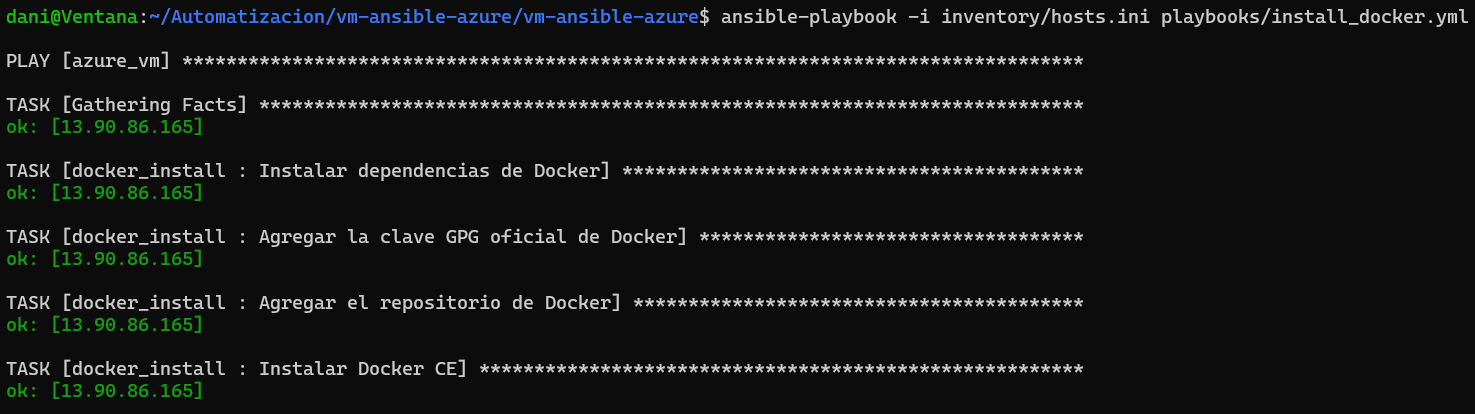 dani@Ventana:~/Automatizacion/vm-ansible-azure/vm-ansible-azure$ ansible-playbook -i inventory/hosts.ini playbooks/install_docker.yml
PLAY [azure_vm] **********************************************************************************
TASK [Gathering Facts] ***************************************************************************
ok: [13.90.86.165]
TASK [docker_install : Instalar dependencias de Docker] ******************************************
ok: [13.90.86.165]
TASK [docker_install : Agregar la clave GPG oficial de Docker] ***********************************
ok: [13.90.86.165]
TASK [docker_install : Agregar el repositorio de Docker] *****************************************
ok: [13.90.86.165]
TASK [docker_install : Instalar Docker CE] *******************************************************
ok: [13.90.86.165]